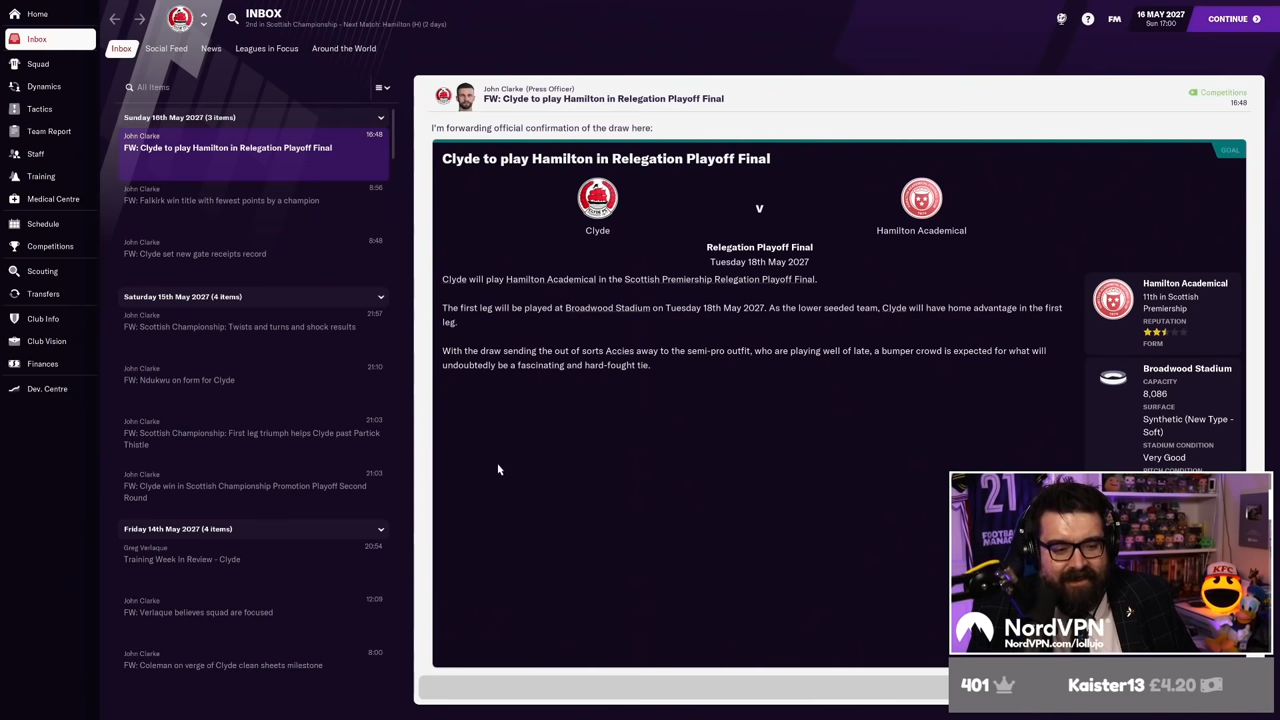 Home
Inbox
Squad
Dynamics
Tactics
Team Report
Staff
Training
Medical Centre
Schedule
Competitions
Scouting
Transfers
Club Info
Club Vision
Finances
Dev. Centre
INBOX
2nd in Scottish Championship - Next Match: Hamilton (H) (2 days)
FM
16 MAY 2027
SUN 17:00
CONTINUE
Inbox
Social Feed
News
Leagues in Focus
Around the World
All Items
Sunday 16th May 2027 (3 items)
John Clarke
16:48
FW: Clyde to play Hamilton in Relegation Playoff Final
John Clarke
8:56
FW: Falkirk win title with fewest points by a champion
John Clarke
8:48
FW: Clyde set new gate receipts record
Saturday 15th May 2027 (4 items)
John Clarke
21:57
FW: Scottish Championship: Twists and turns and shock results
John Clarke
21:10
FW: Ndukwu on form for Clyde
John Clarke
21:03
FW: Scottish Championship: First leg triumph helps Clyde past Partick
Thistle
John Clarke
21:03
FW: Clyde win in Scottish Championship Promotion Playoff Second
Round
Friday 14th May 2027 (4 items)
Greg Verlaque
20:54
Training Week In Review - Clyde
John Clarke
12:09
FW: Verlaque believes squad are focused
John Clarke
8:00
FW: Coleman on verge of Clyde clean sheets milestone
John Clarke (Press Officer)
FW: Clyde to play Hamilton in Relegation Playoff Final
Competitions
16:48
I'm forwarding official confirmation of the draw here:
GOAL
Clyde to play Hamilton in Relegation Playoff Final
v
Clyde
Hamilton Academical
Relegation Playoff Final
Tuesday 18th May 2027
Clyde will play Hamilton Academical in the Scottish Premiership Relegation Playoff Final.
The first leg will be played at Broadwood Stadium on Tuesday 18th May 2027. As the lower seeded team, Clyde will have home advantage in the first
leg.
With the draw sending the out of sorts Accies away to the semi-pro outfit, who are playing well of late, a bumper crowd is expected for what will
undoubtedly be a fascinating and hard-fought tie.
Hamilton Academical
11th in Scottish
Premiership
REPUTATION
FORM
Broadwood Stadium
CAPACITY
8,086
SURFACE
Synthetic (New Type -
Soft)
STADIUM CONDITION
Very Good
PITCH CONDITION
21
FOOTBALL
KFC
NordVPN
NordVPN.com/lollujo
401
Kaister13 £4.20